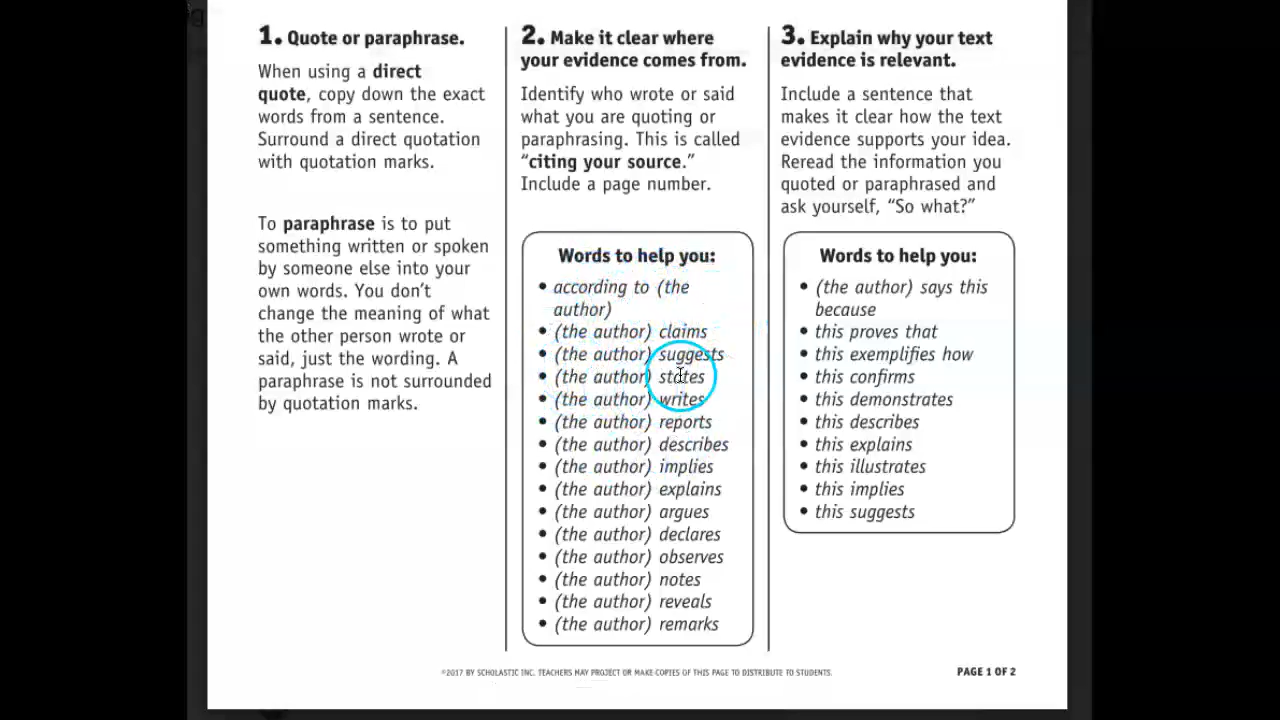 1. Quote or paraphrase.
When using a direct
quote, copy down the exact
words from a sentence.
Surround a direct quotation
with quotation marks.
To paraphrase is to put
something written or spoken
by someone else into your
own words. You don't
change the meaning of what
the other person wrote or
said, just the wording. A
paraphrase is not surrounded
by quotation marks.
2. Make it clear where
your evidence comes from.
Identify who wrote or said
what you are quoting or
paraphrasing. This is called
“citing your source.”
Include a page number.
Words to help you:
• according to (the
author)
• (the author) claims
• (the author) suggests
• (the author) states
• (the author) writes
• (the author) reports
• (the author) describes
• (the author) implies
• (the author) explains
• (the author) argues
• (the author) declares
• (the author) observes
• (the author) notes
• (the author) reveals
• (the author) remarks
3. Explain why your text
evidence is relevant.
Include a sentence that
makes it clear how the text
evidence supports your idea.
Reread the information you
quoted or paraphrased and
ask yourself, “So what?”
Words to help you:
• (the author) says this
because
• this proves that
• this exemplifies how
• this confirms
• this demonstrates
• this describes
• this explains
• this illustrates
• this implies
• this suggests
©2017 BY SCHOLASTIC INC. TEACHERS MAY PROJECT OR MAKE COPIES OF THIS PAGE TO DISTRIBUTE TO STUDENTS.
PAGE 1 OF 2